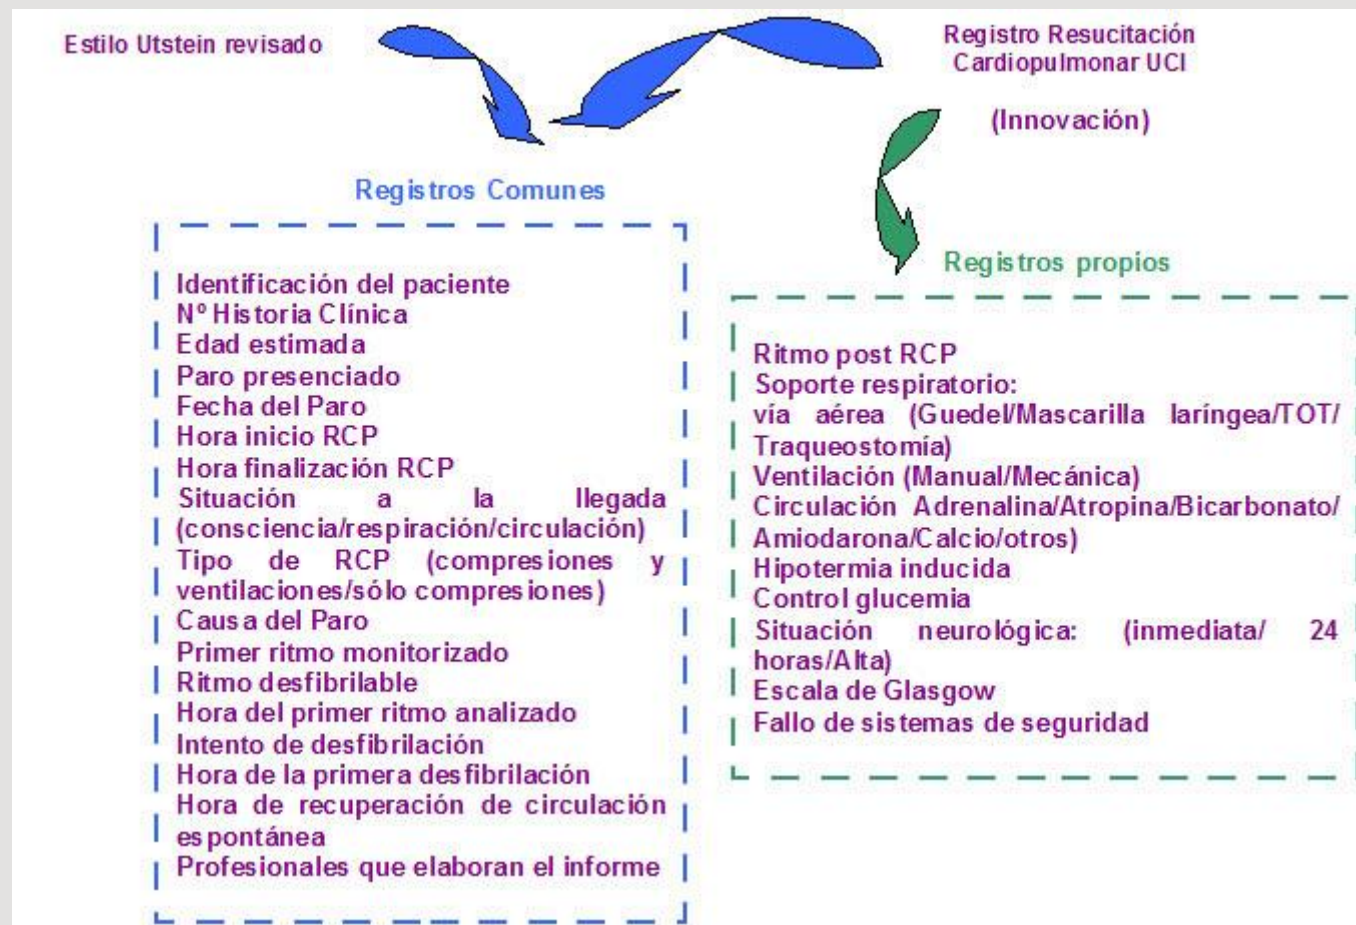 Estilo Utstein revisado
Registro Resucitación
Cardiopulmonar UCI
(Innovación)
Registros Comunes
Identificación del paciente
Nº Historia Clínica
Edad estimada
Paro presenciado
Fecha del Paro
Hora inicio RCP
Hora finalización RCP
Situación a la llegada
(consciencia/respiración/circulación)
Tipo de RCP (compresiones y
ventilaciones/sólo compresiones)
Causa del Paro
Primer ritmo monitorizado
Ritmo desfibrilable
Hora del primer ritmo analizado
Intento de desfibrilación
Hora de la primera desfibrilación
Hora de recuperación de circulación
espontánea
Profesionales que elaboran el informe
Registros propios
Ritmo post RCP
Soporte respiratorio:
vía aérea (Guedel/Mascarilla laríngea/TOT/
Traqueostomía)
Ventilación (Manual/Mecánica)
Circulación Adrenalina/Atropina/Bicarbonato/
Amiodarona/Calcio/otros)
Hipotermia inducida
Control glucemia
Situación neurológica: (inmediata/ 24
horas/Alta)
Escala de Glasgow
Fallo de sistemas de seguridad